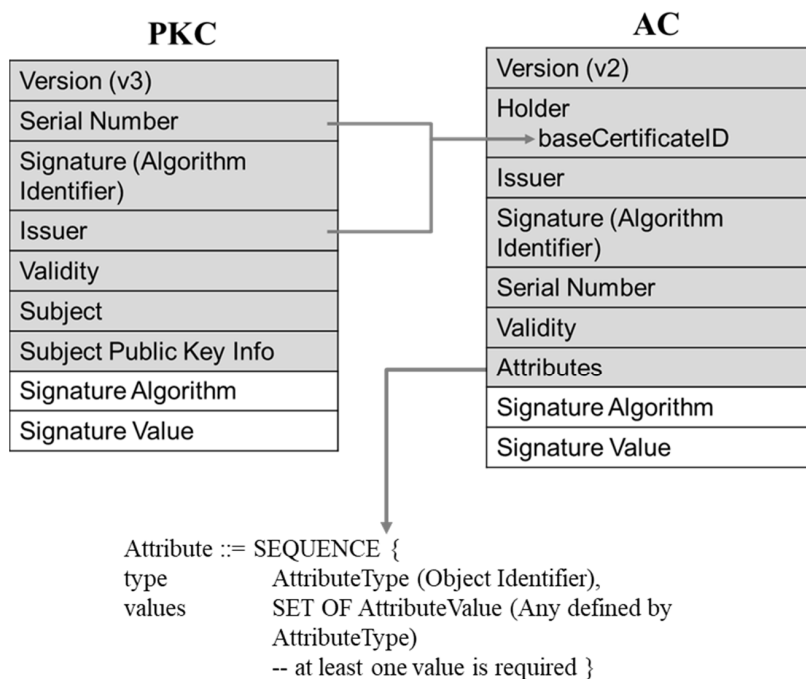 PKC
Version (v3)
Serial Number
Signature (Algorithm
Identifier)
Issuer
Validity
Subject
Subject Public Key Info
Signature Algorithm
Signature Value
AC
Version (v2)
Holder
baseCertificateID
Issuer
Signature (Algorithm
Identifier)
Serial Number
Validity
Attributes
Signature Algorithm
Signature Value
Attribute ::= SEQUENCE {
type AttributeType (Object Identifier),
values SET OF AttributeValue (Any defined by
AttributeType)
-- at least one value is required }